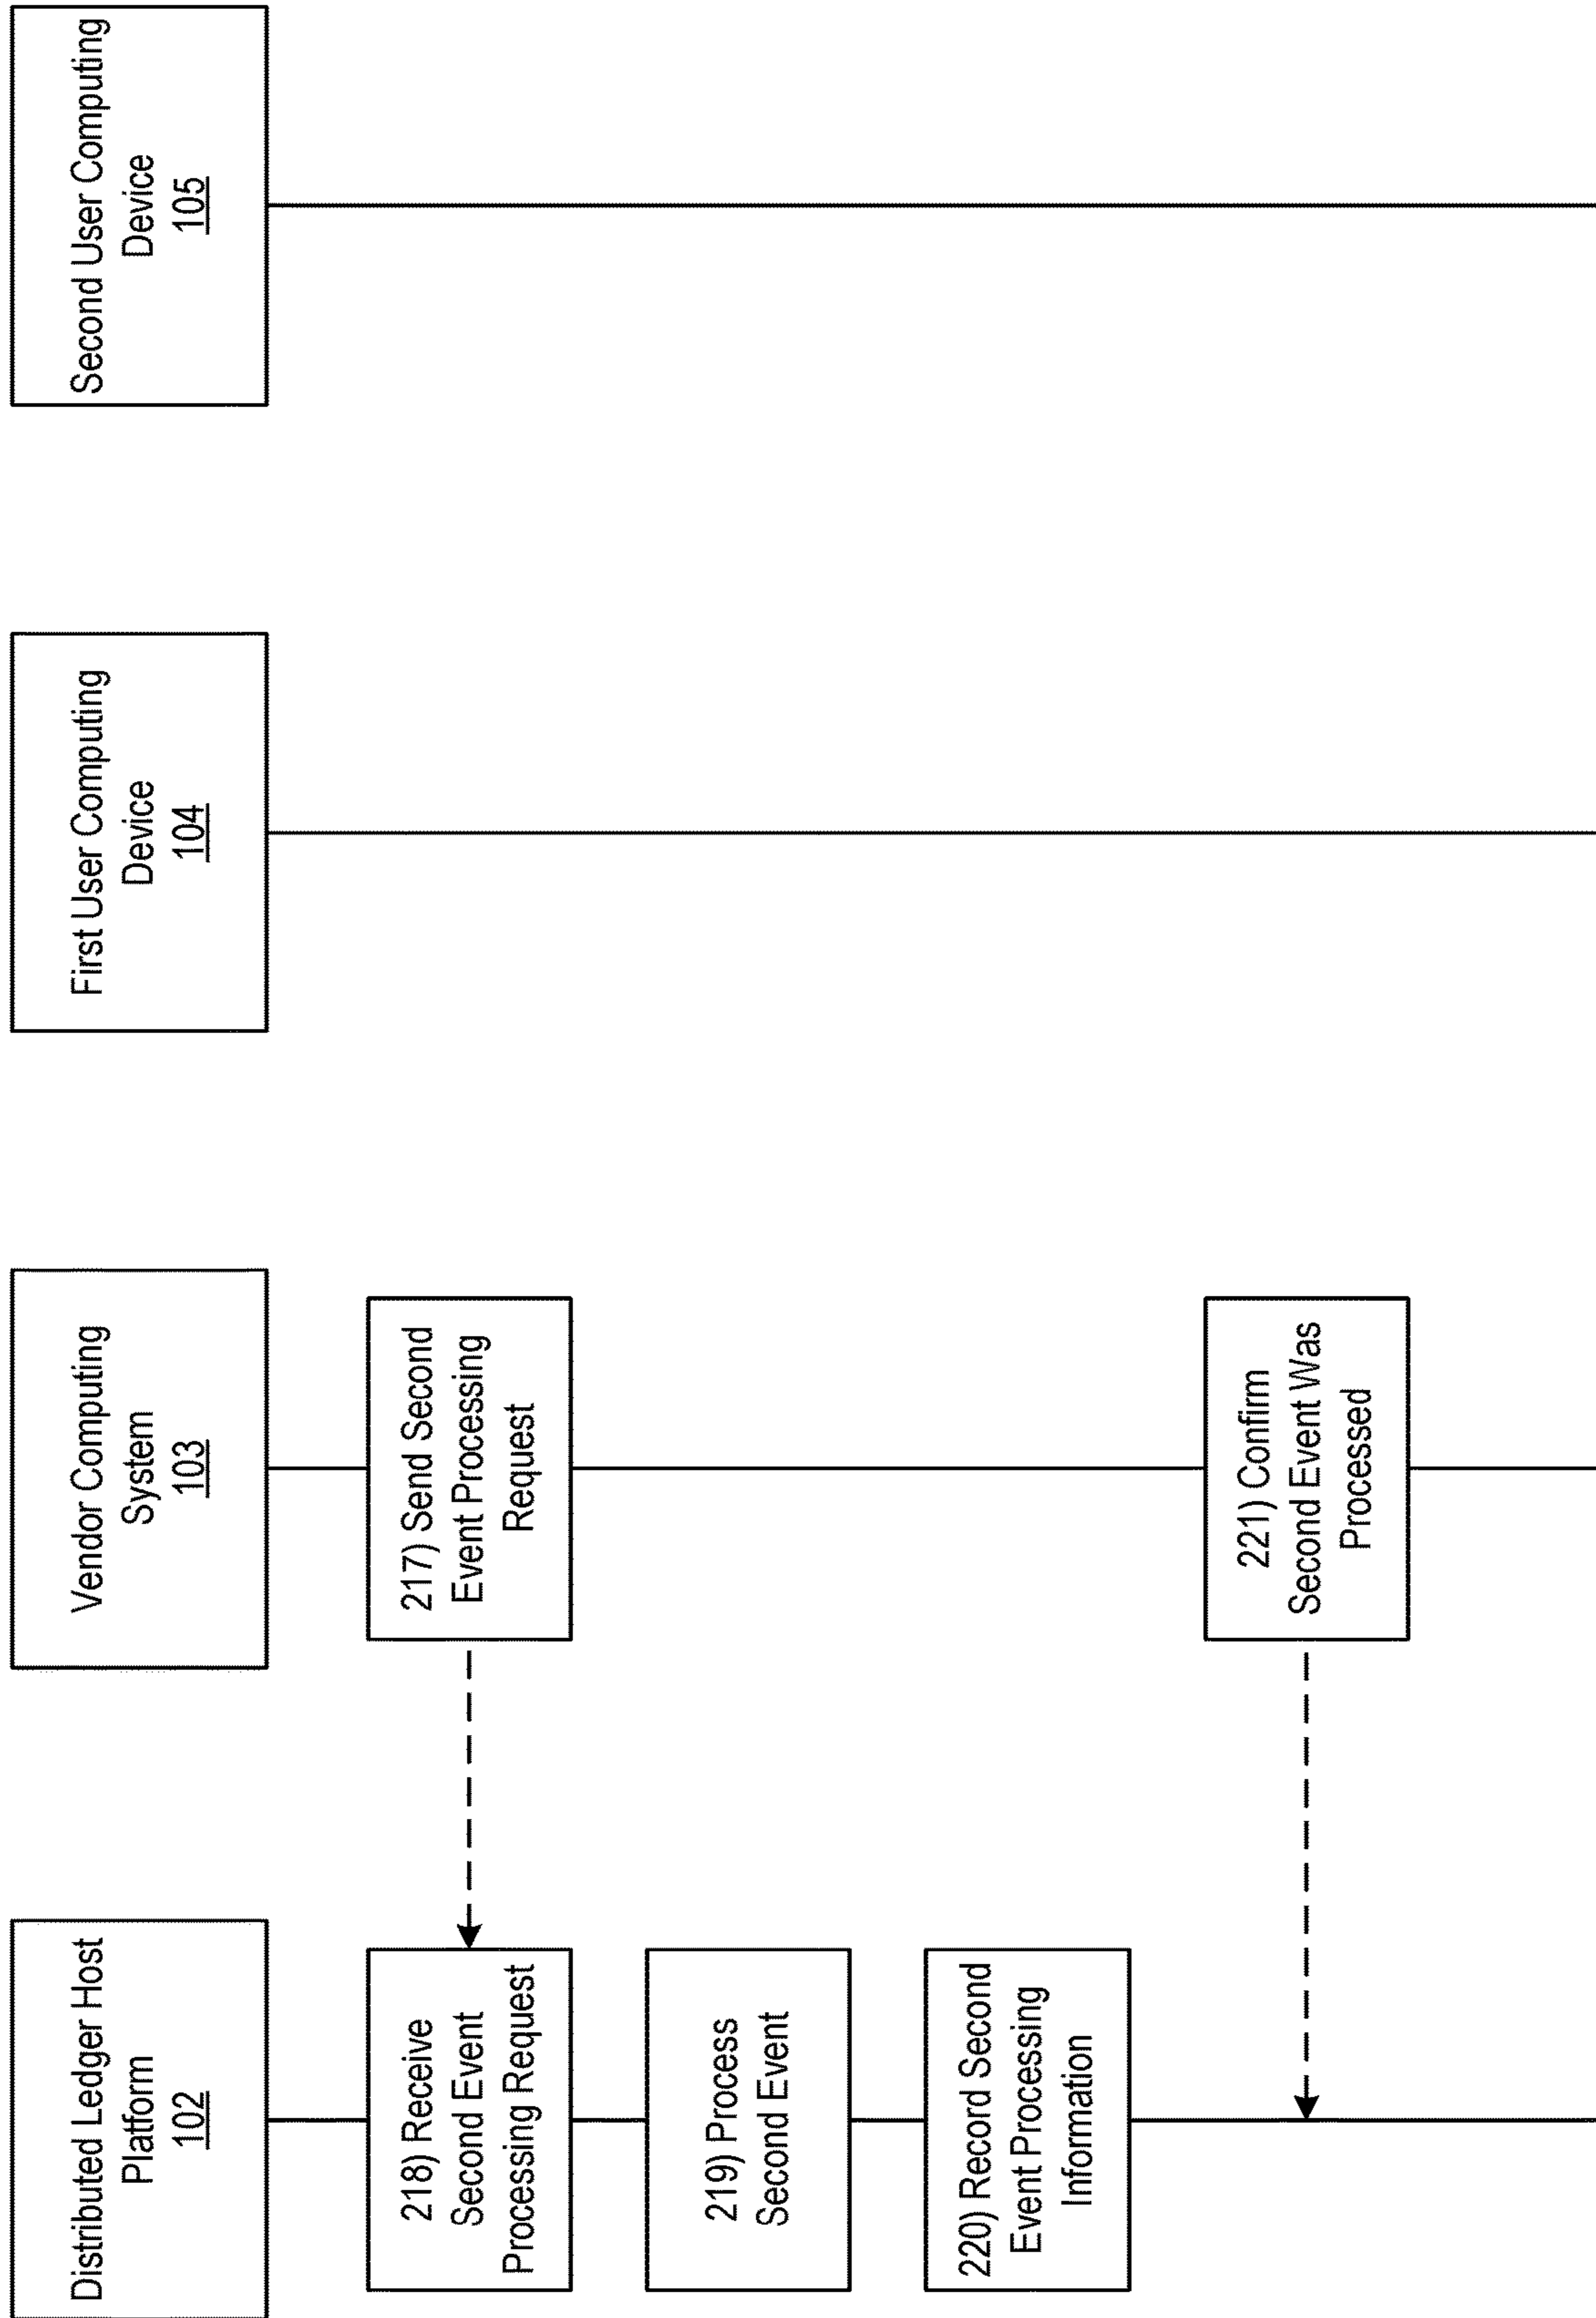 Distributed Ledger Host
Platform
102
Vendor Computing
System
103
First User Computing
Device
104
Second User Computing
Device
105
217) Send Second
Event Processing
Request
218) Receive
Second Event
Processing Request
219) Process
Second Event
220) Record Second
Event Processing
Information
221) Confirm
Second Event Was
Processed